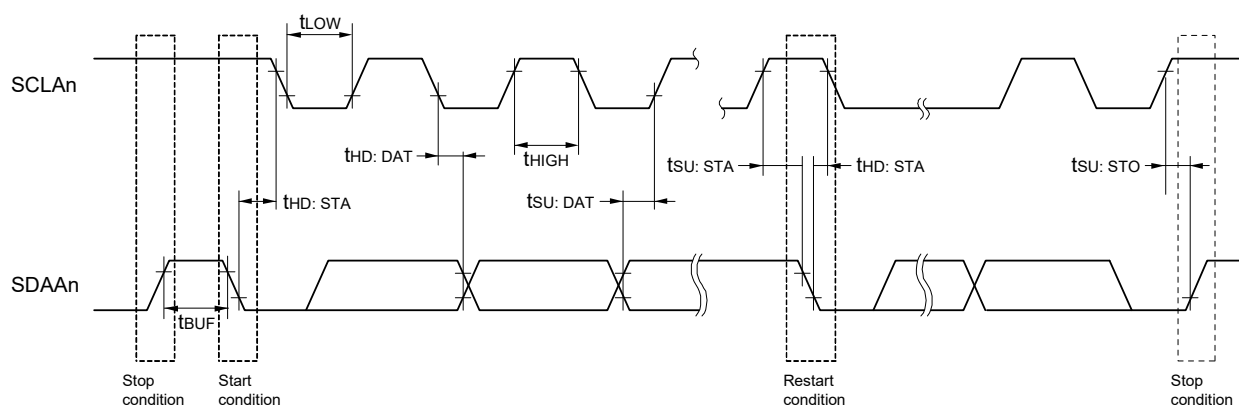 tLOW
SCLAn
tHD: DAT
tHIGH
tSU: STA
tHD: STA
tSU: STO
tHD: STA
tSU: DAT
SDAAn
tBUF
Stop
condition
Start
condition
Restart
condition
Stop
condition